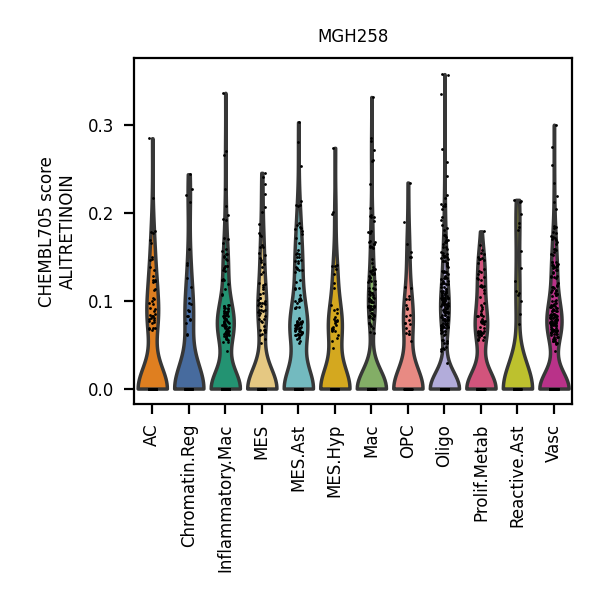 MGH258
CHEMBL705 score
ALITRETINOIN
0.3
0.2
0.1
0.0
AC
Chromatin.Reg
Inflammatory.Mac
MES
MES.Ast
MES.Hyp
Mac
OPC
Oligo
Prolif.Metab
Reactive.Ast
Vasc